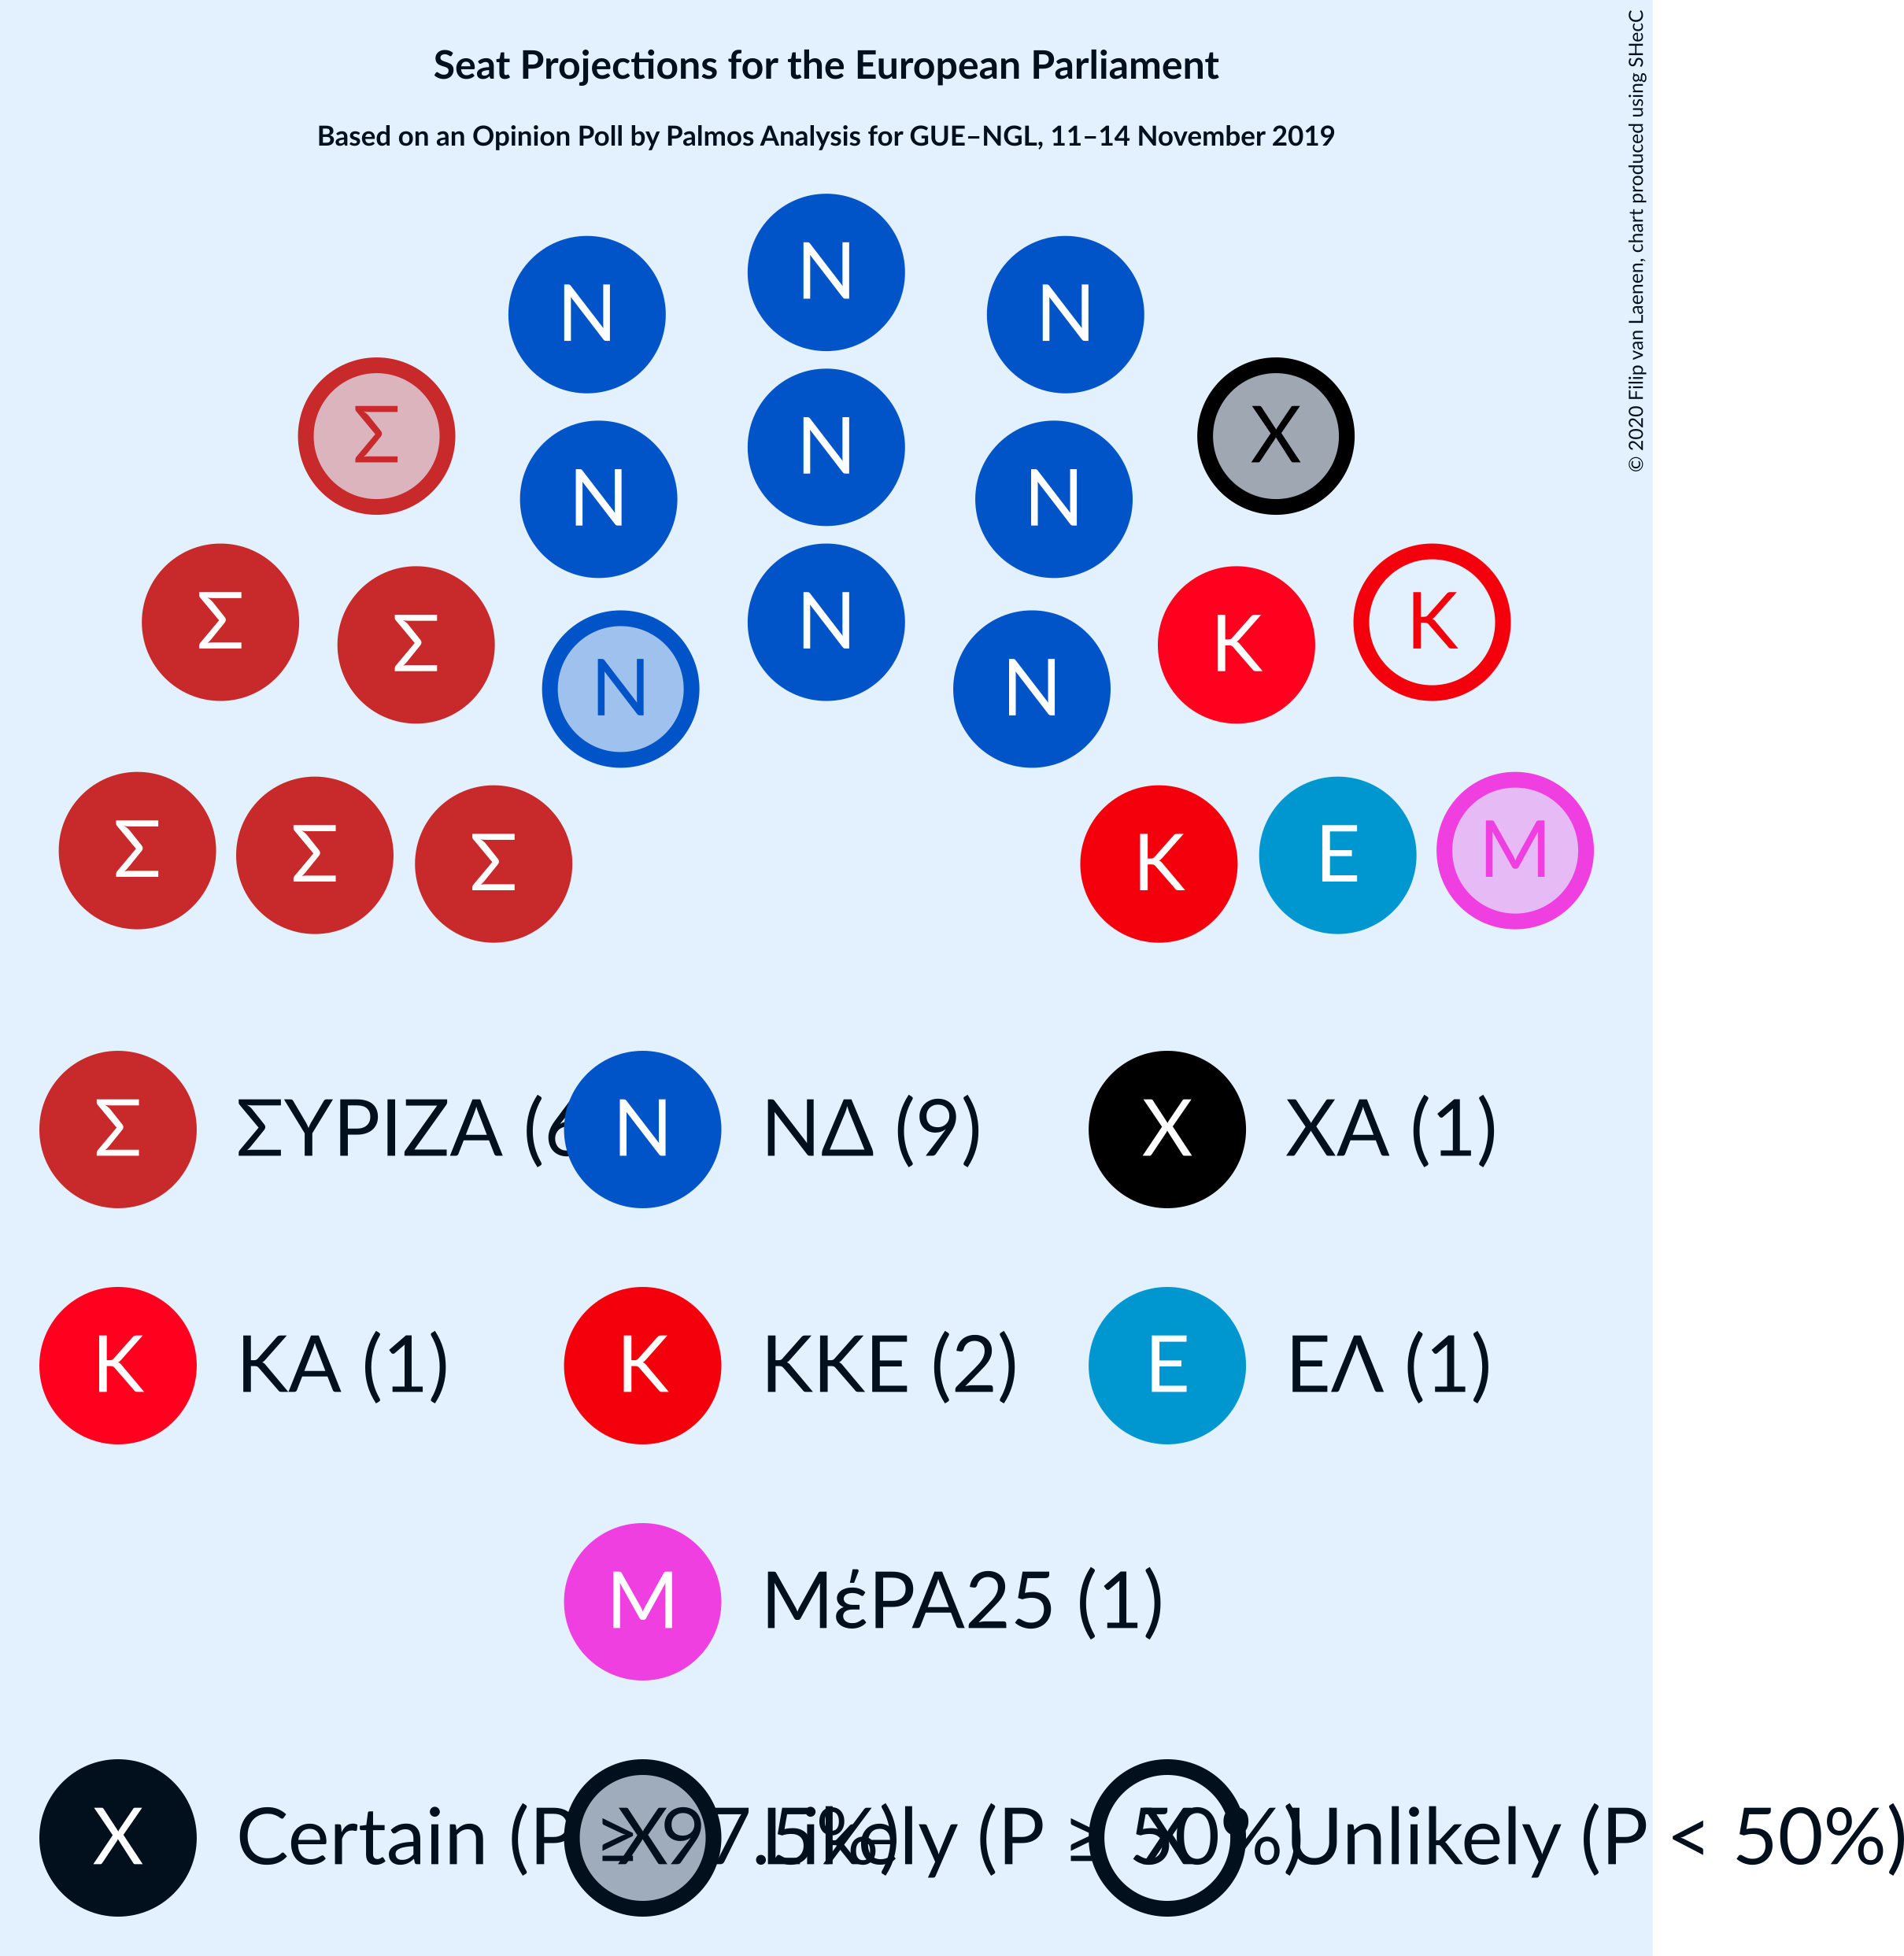 Seat Projections for the European Parliament
Based on an Opinion Poll by Palmos Analysis for GUE–NGL, 11–14 November 2019
© 2020 Filip van Laenen, chart produced using SHecC
N
N N
Σ N X
N N
Σ N K
Σ K
N N
Σ Σ E M
Σ K
Σ ΣΥΡΙΖΑ (6 N ΝΔ (9) Χ ΧΑ (1)
Κ ΚΑ (1) Κ ΚΚΕ (2) Ε ΕΛ (1)
Μ ΜέΡΑ25 (1)
X Certain (P ≥ 97.5%) X Likely (P ≥ 50%) X Unlikely (P < 50%)